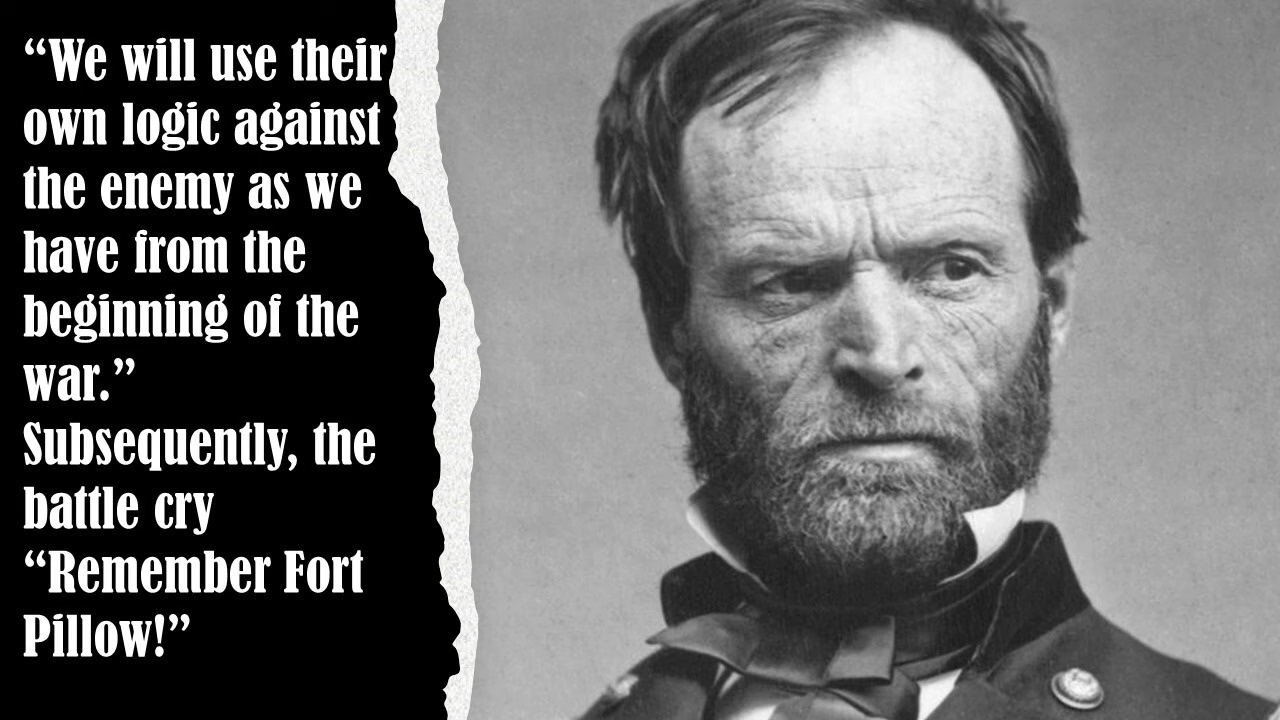 “We will use their
own logic against
the enemy as we
have from the
beginning of the
war.”
Subsequently, the
battle cry
“Remember Fort
Pillow!”